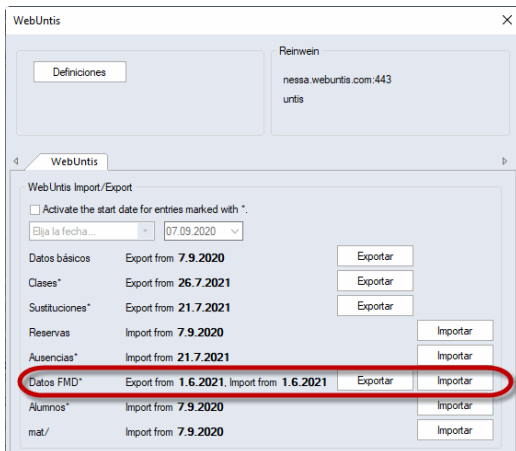 WebUntis
Reinwein
Definiciones
nessa.webuntis.com:443
untis
WebUntis
WebUntis Import/Export
Activate the start date for entries marked with *.
Elija la fecha... 07.09.2020
Datos básicos Export from 7.9.2020 Exportar
Clases* Export from 26.7.2021 Exportar
Sustituciones* Export from 21.7.2021 Exportar
Reservas Import from 7.9.2020 Importar
Ausencias* Import from 21.7.2021 Importar
Datos FMD* Export from 1.6.2021, Import from 1.6.2021 Exportar Importar
Alumnos* Import from 7.9.2020 Importar
mat/ Import from 7.9.2020 Importar